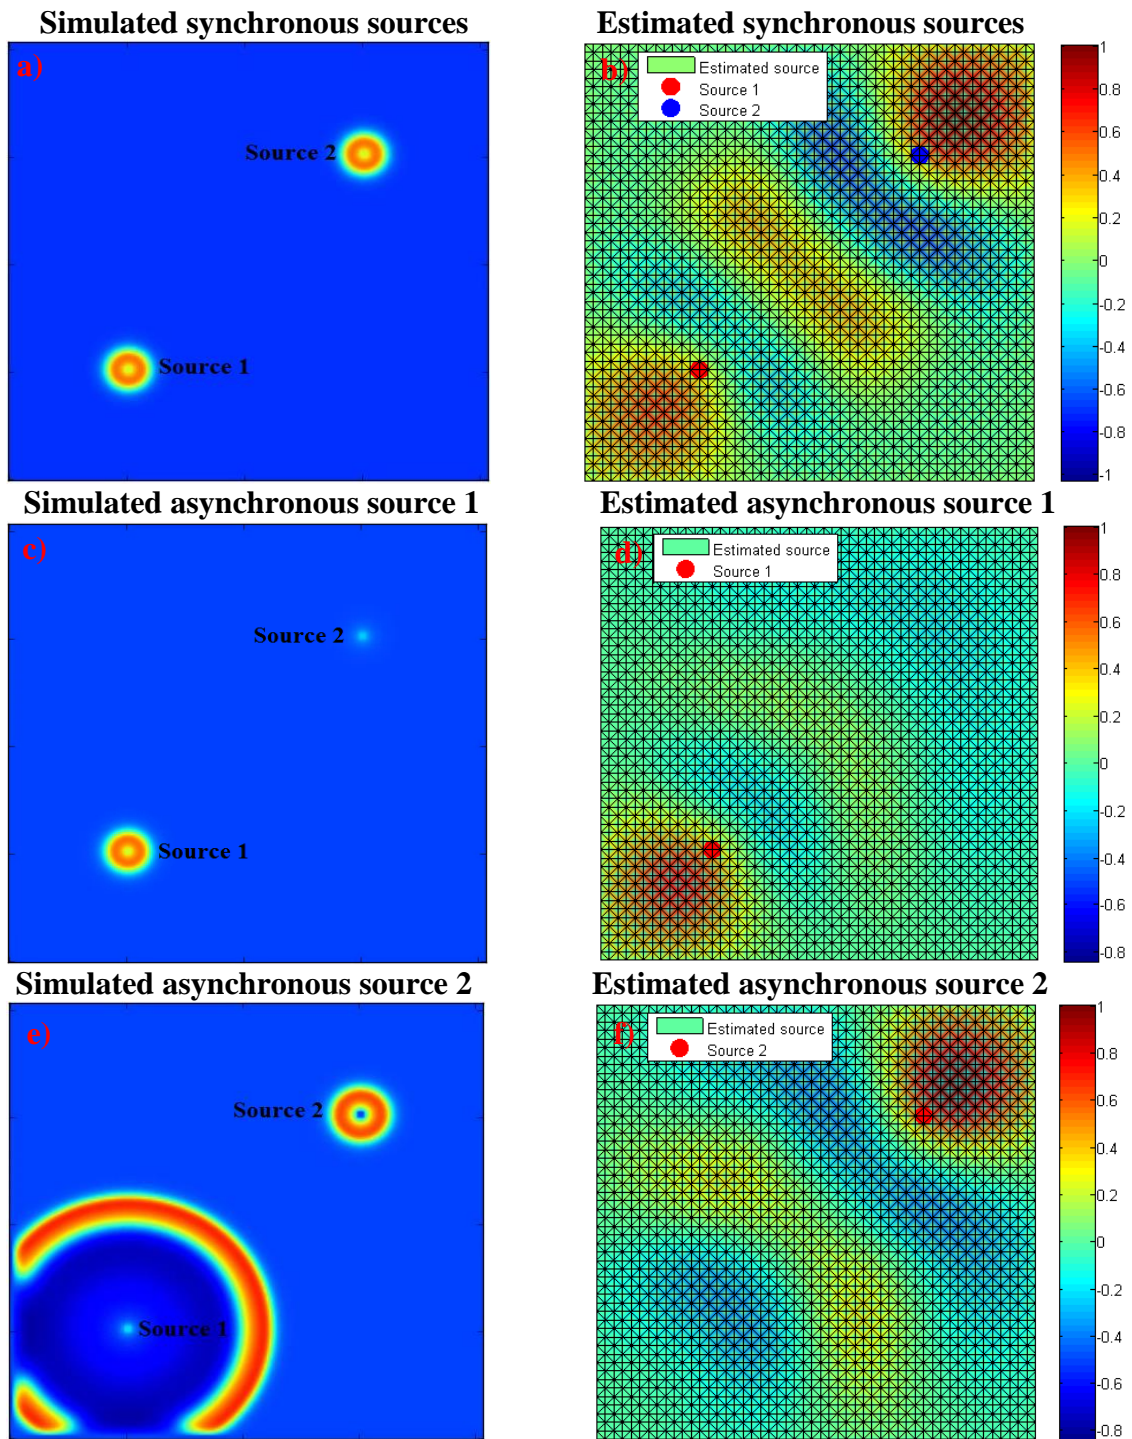 Simulated synchronous sources
Estimated synchronous sources
a)
Source 2
Source 1
b)
Estimated source
Source 1
Source 2
1
0.8
0.6
0.4
0.2
0
-0.2
-0.4
-0.6
-0.8
-1
Simulated asynchronous source 1
Estimated asynchronous source 1
c)
Source 2
Source 1
d)
Estimated source
Source 1
1
0.8
0.6
0.4
0.2
0
-0.2
-0.4
-0.6
-0.8
Simulated asynchronous source 2
Estimated asynchronous source 2
e)
Source 2
Source 1
f)
Estimated source
Source 2
1
0.8
0.6
0.4
0.2
0
-0.2
-0.4
-0.6
-0.8